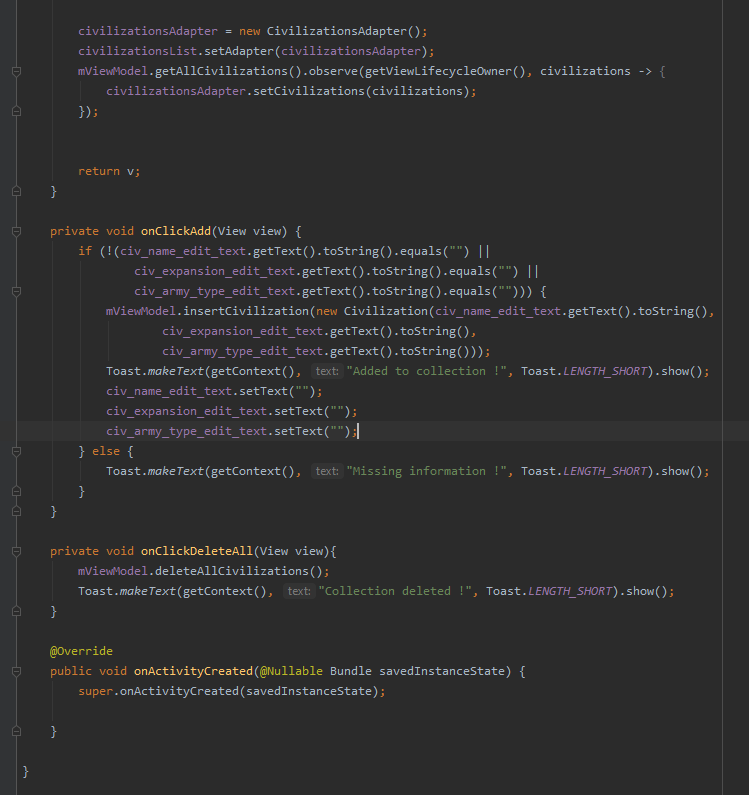 civilizationsAdapter = new CivilizationsAdapter();
civilizationsList.setAdapter(civilizationsAdapter);
mViewModel.getAllCivilizations().observe(getViewLifecycleOwner(), civilizations -> {
civilizationsAdapter.setCivilizations(civilizations);
});
return v;
}
private void onClickAdd(View view) {
if (!(civ_name_edit_text.getText().toString().equals("") ||
civ_expansion_edit_text.getText().toString().equals("") ||
civ_army_type_edit_text.getText().toString().equals(""))) {
mViewModel.insertCivilization(new Civilization(civ_name_edit_text.getText().toString(),
civ_expansion_edit_text.getText().toString(),
civ_army_type_edit_text.getText().toString()));
Toast.makeText(getContext(), text: "Added to collection !", Toast.LENGTH_SHORT).show();
civ_name_edit_text.setText("");
civ_expansion_edit_text.setText("");
civ_army_type_edit_text.setText("");
} else {
Toast.makeText(getContext(), text: "Missing information !", Toast.LENGTH_SHORT).show();
}
}
private void onClickDeleteAll(View view){
mViewModel.deleteAllCivilizations();
Toast.makeText(getContext(), text: "Collection deleted !", Toast.LENGTH_SHORT).show();
}
@Override
public void onActivityCreated(@Nullable Bundle savedInstanceState) {
super.onActivityCreated(savedInstanceState);
}
}